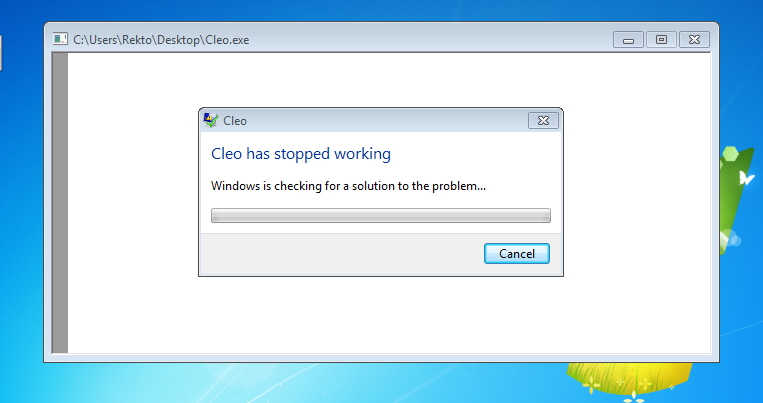 C:\Users\Rekto\Desktop\Cleo.exe
Cleo
Cleo has stopped working
Windows is checking for a solution to the problem...
Cancel